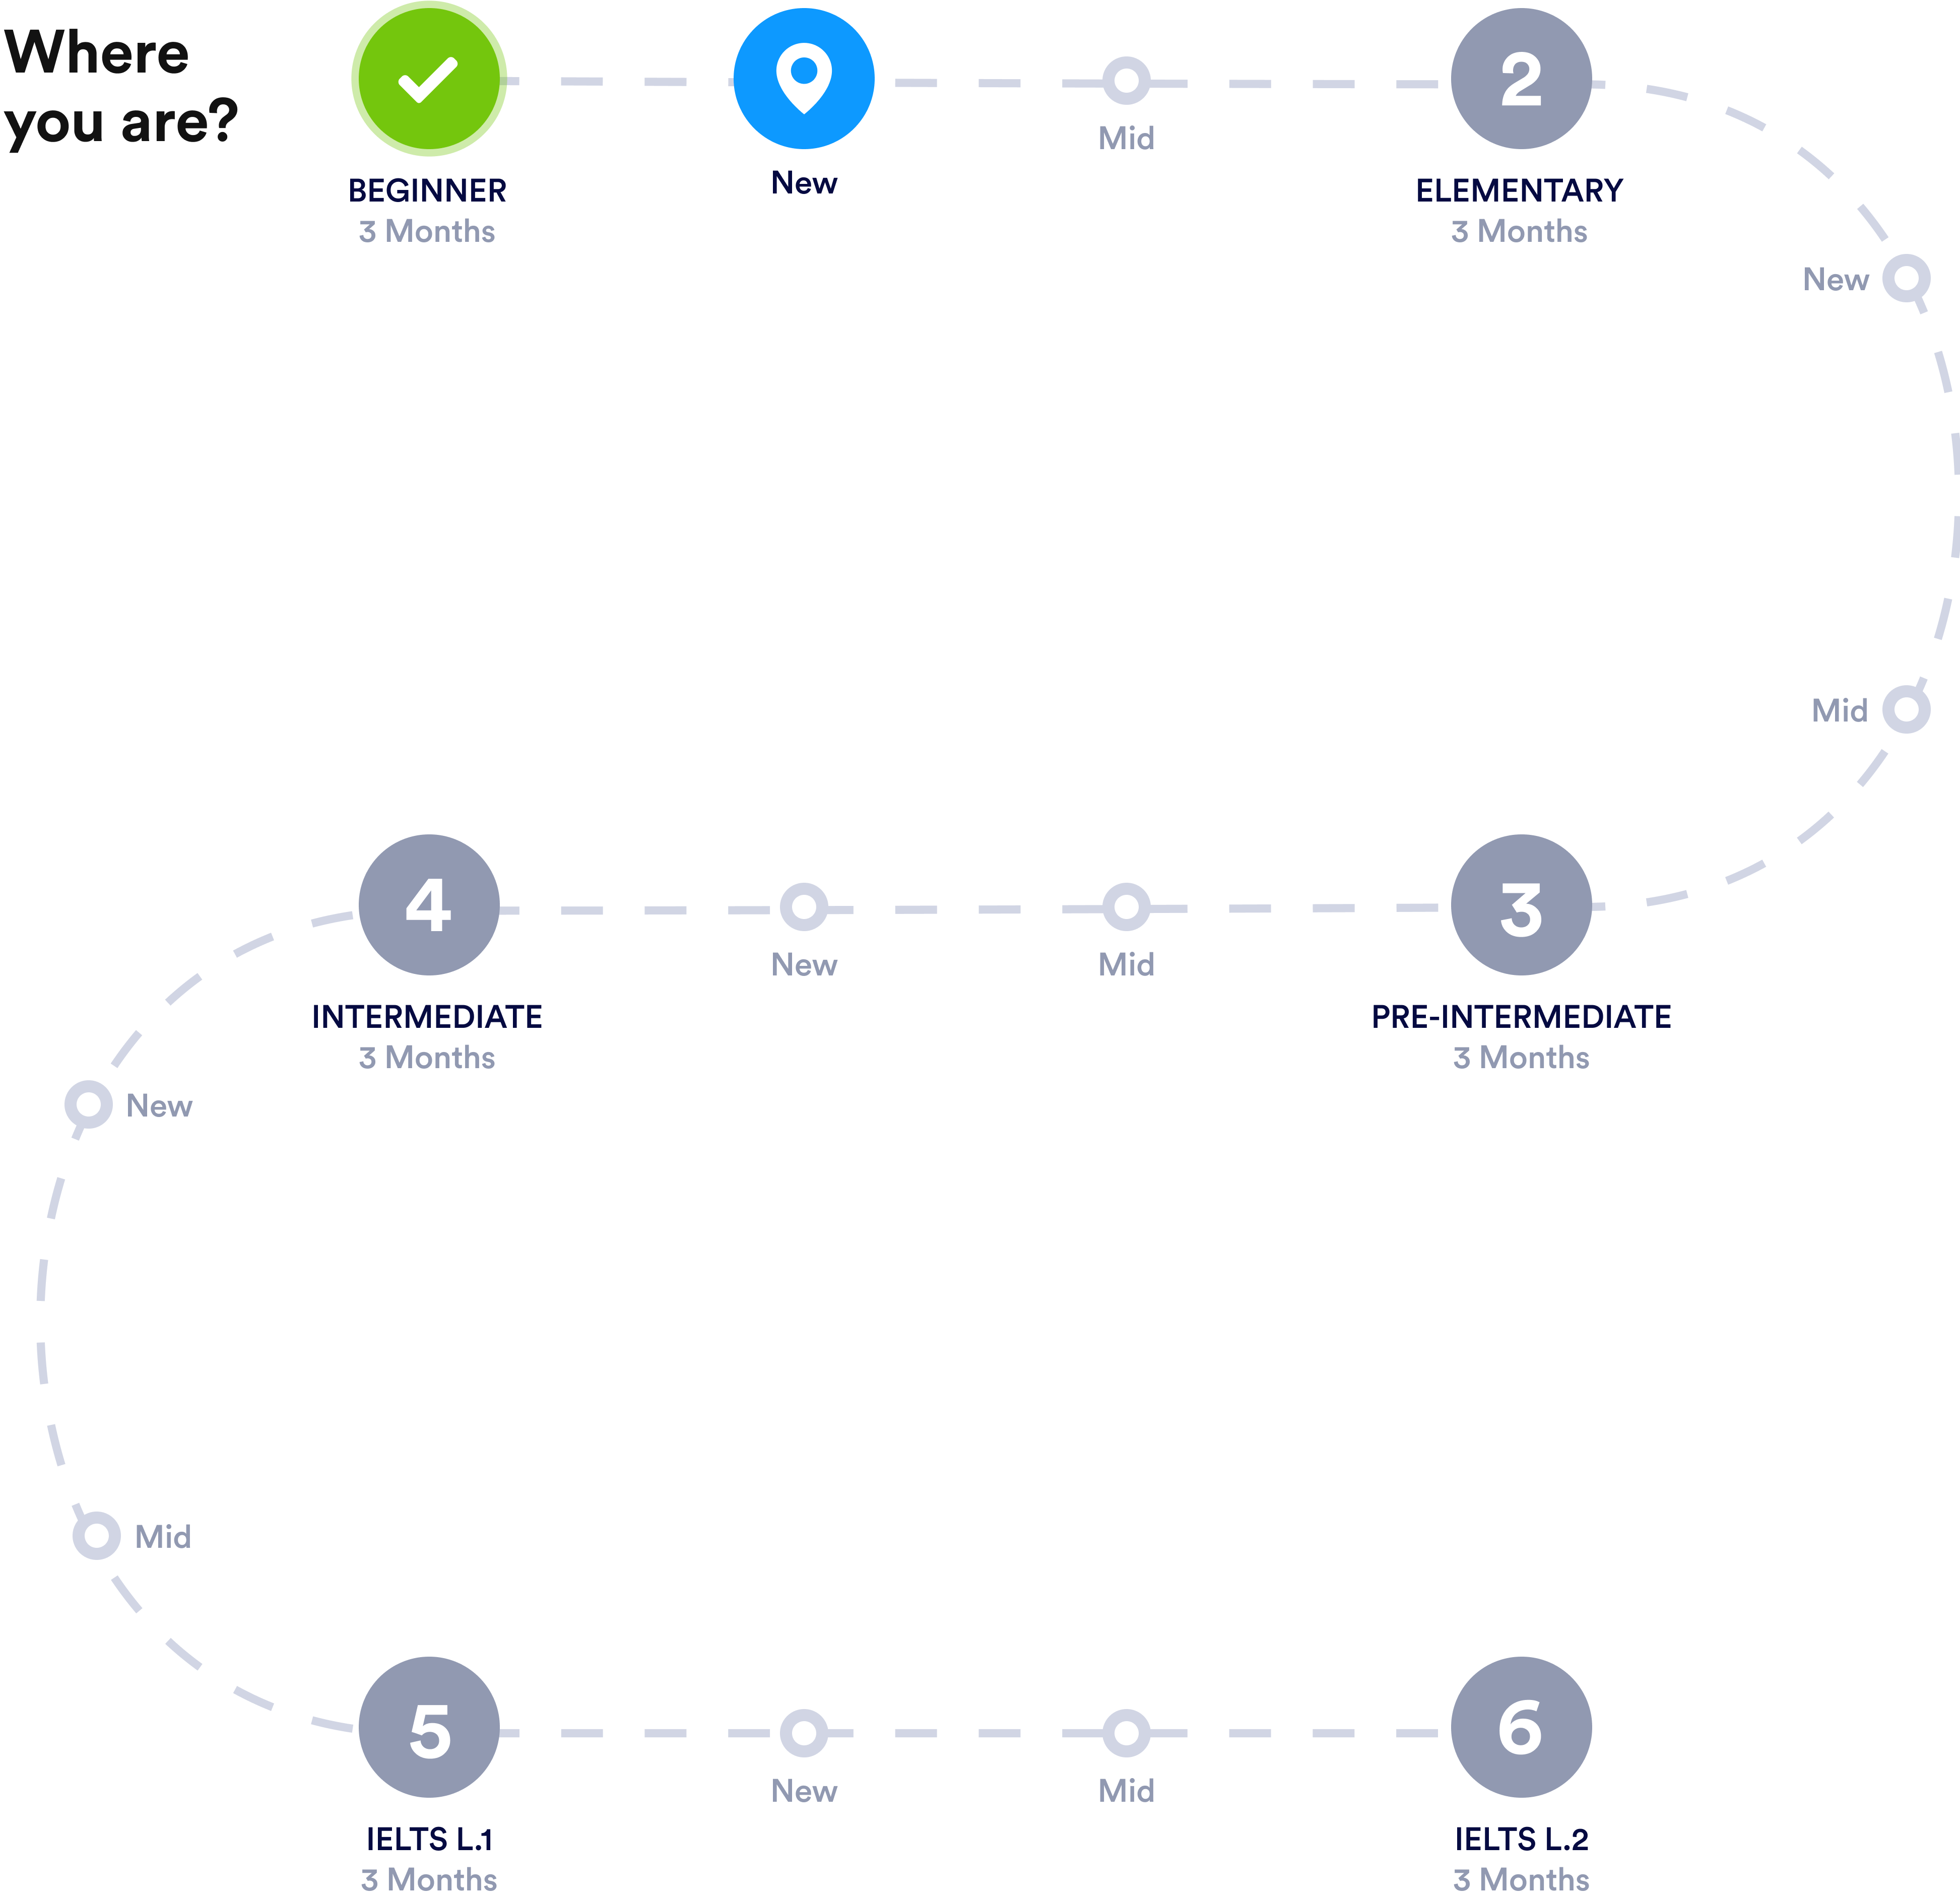 Where
you are?
BEGINNER
3 Months
New
Mid
2
ELEMENTARY
3 Months
New
Mid
3
PRE-INTERMEDIATE
3 Months
Mid
New
4
INTERMEDIATE
3 Months
New
Mid
5
IELTS L.1
3 Months
New
Mid
6
IELTS L.2
3 Months